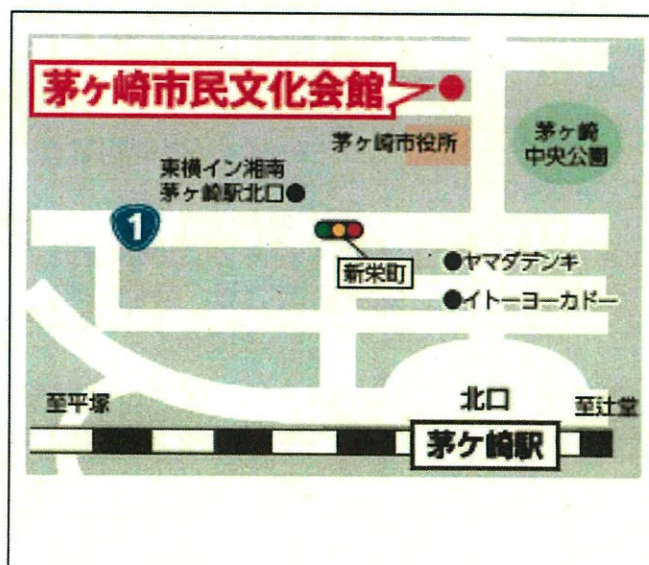 茅ヶ崎市民文化会館
茅ヶ崎市役所
茅ヶ崎
中央公園
東横イン湘南
茅ヶ崎駅北口
1
新栄町
ヤマダデンキ
イトーヨーカドー
至平塚
北口
至辻堂
茅ケ崎駅